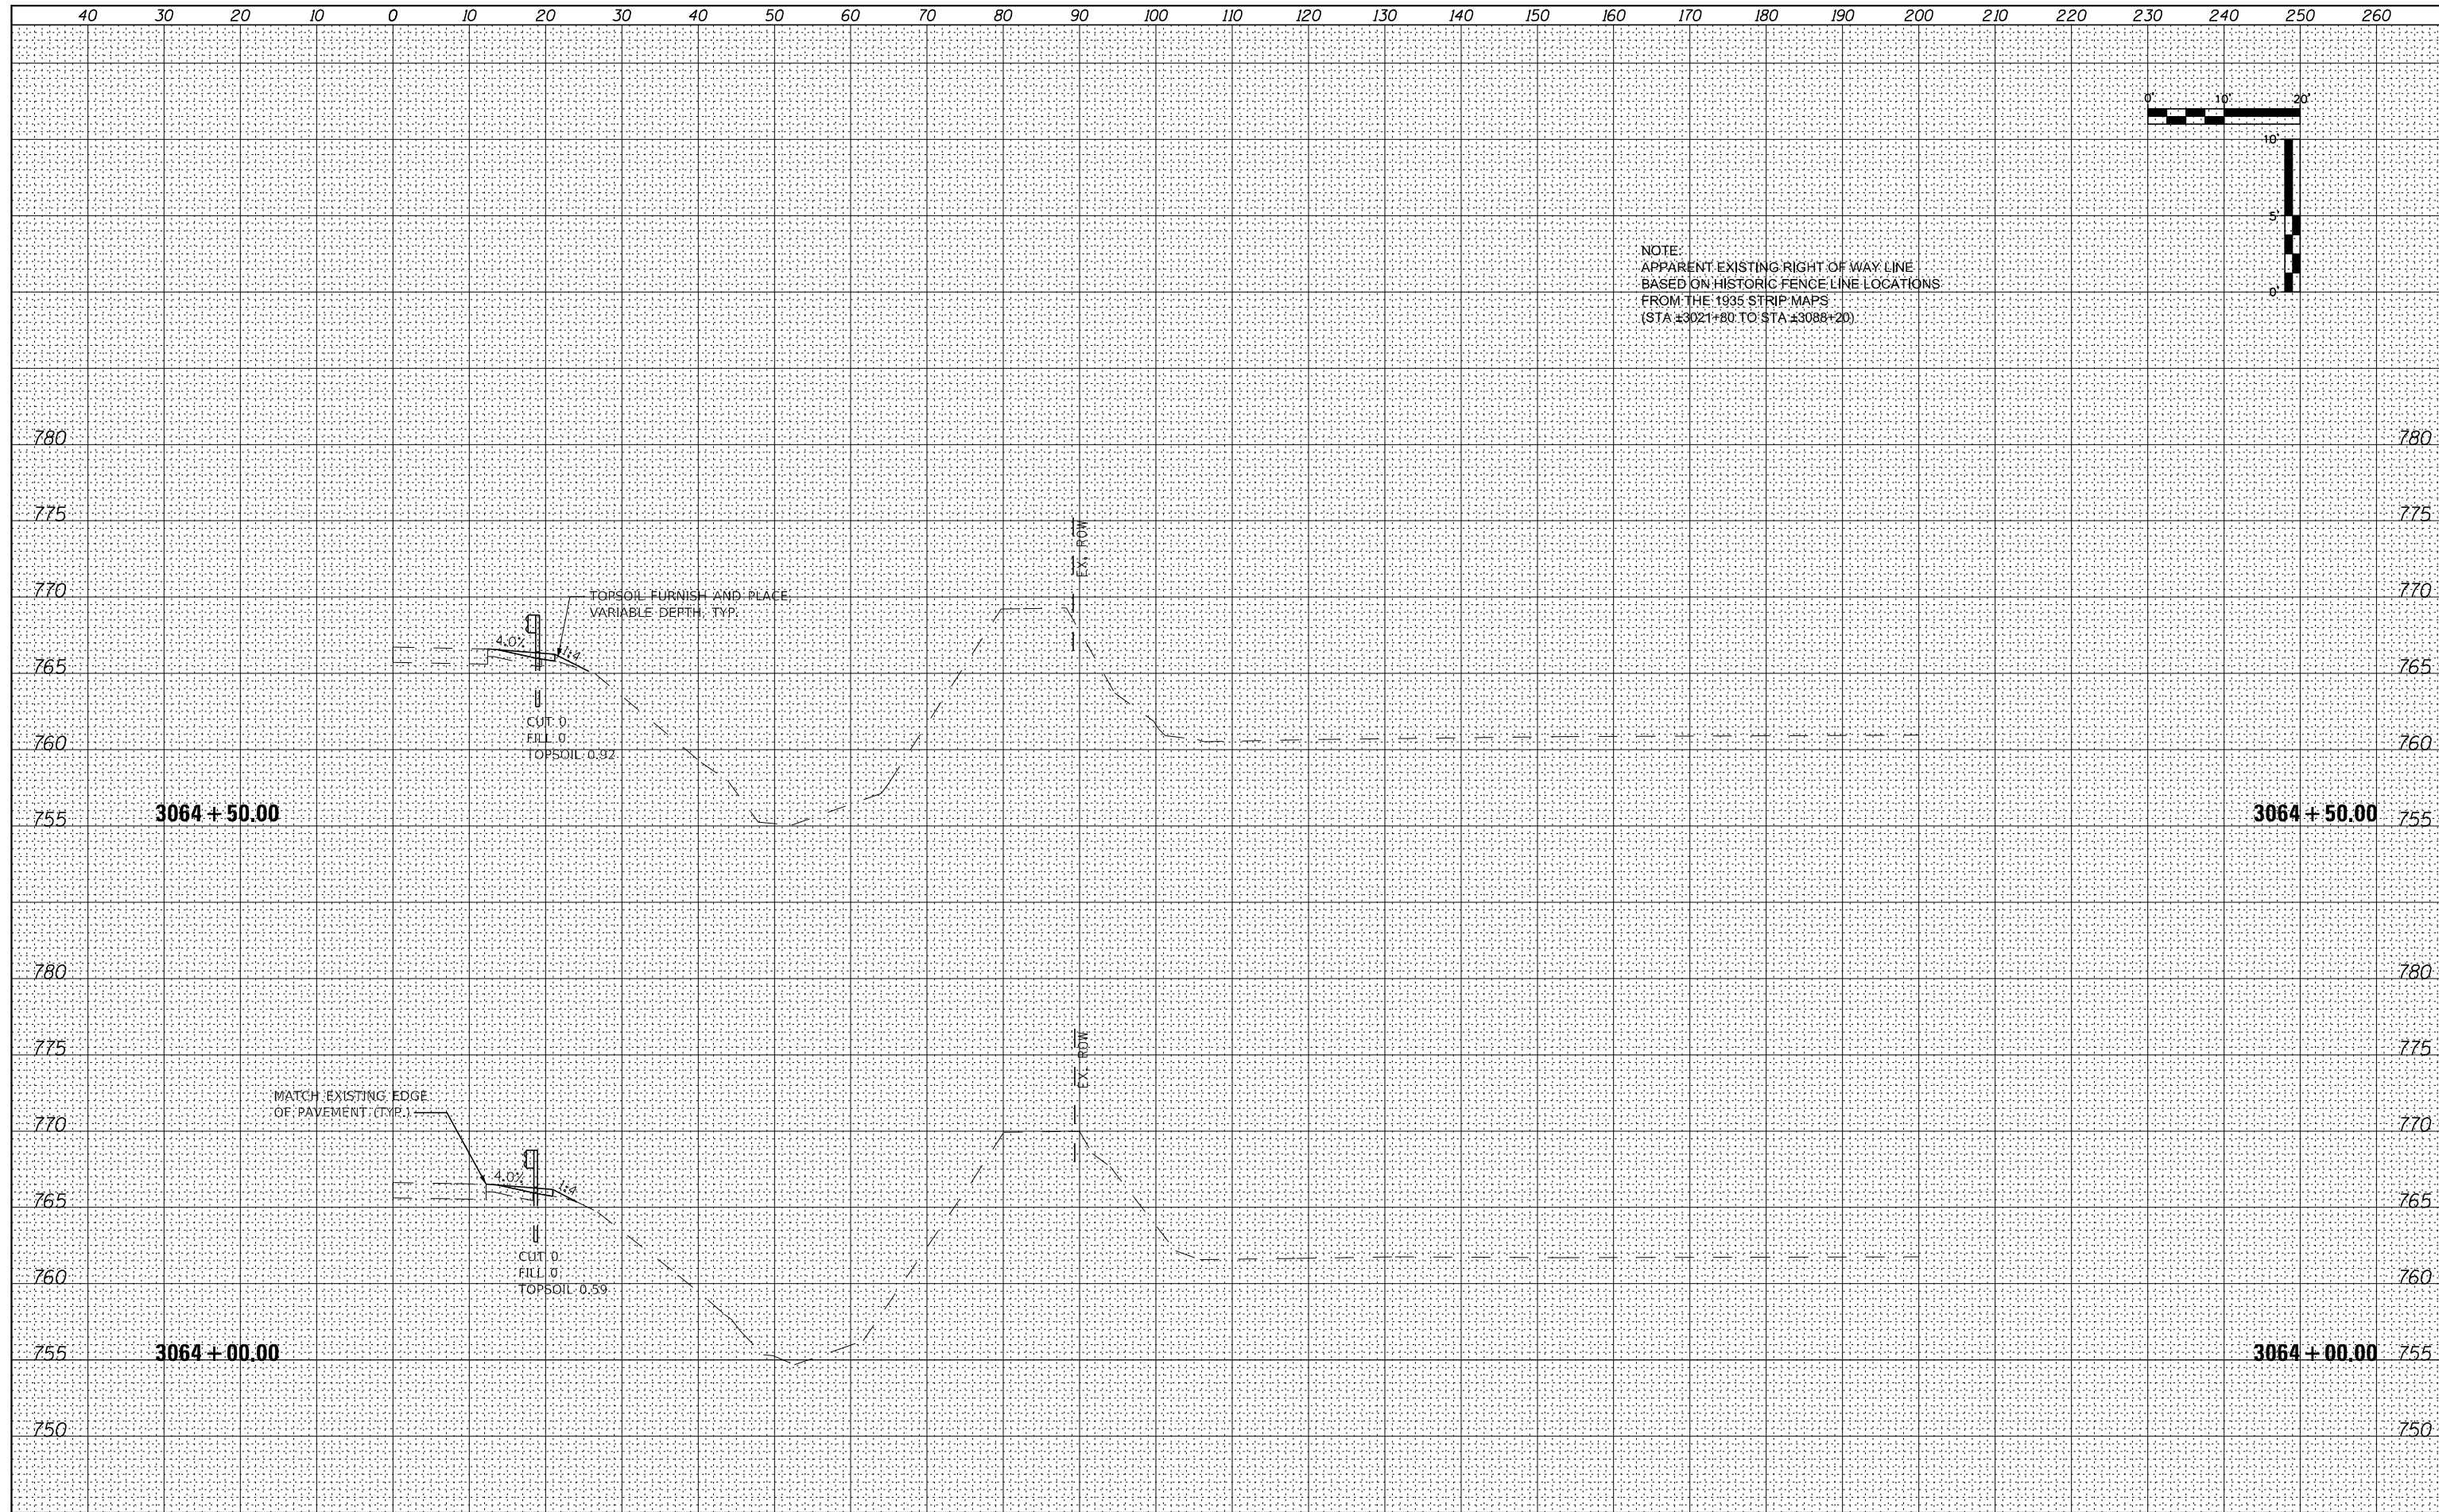 40 30 20 10 0 10 20 30 40 50 60 70 80 90 100 110 120 130 140 150 160 170 180 190 200 210 220 230 240 250 260
0' 10' 20'
10'
5'
0'
NOTE:
APPARENT EXISTING RIGHT OF WAY LINE
BASED ON HISTORIC FENCE LINE LOCATIONS
FROM THE 1935 STRIP MAPS
(STA ±3021+80 TO STA ±3088+20)
780 780
775 775
EX. ROW
770 770
TOPSOIL FURNISH AND PLACE,
VARIABLE DEPTH, TYP.
4.0%
1:4
765 765
CUT 0
FILL 0
TOPSOIL 0.92
760 760
755 3064 + 50.00 3064 + 50.00 755
780 780
775 775
EX. ROW
MATCH EXISTING EDGE
OF PAVEMENT (TYP.)
770 770
4.0%
1:4
765 765
CUT 0
FILL 0
TOPSOIL 0.59
760 760
755 3064 + 00.00 3064 + 00.00 755
750 750